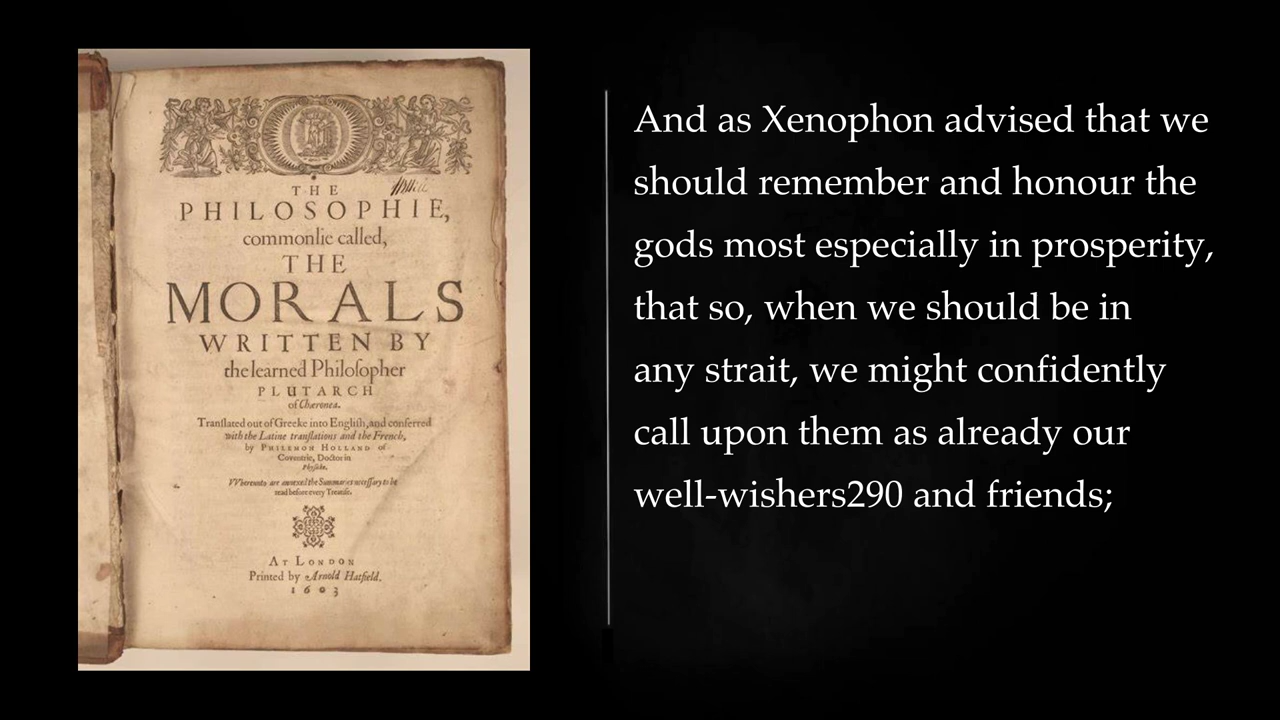 THE
PHILOSOPHIE,
commonlie called,
THE
MORALS
WRITTEN BY
the learned Philosopher
PLUTARCH
of Chæronea.
Tranſlated out of Greeke into Engliſh, and conferred
with the Latine tranſlations and the French,
by PHILEMON HOLLAND of
Coventrie, Doctor in
Phyſicke.
VVhereunto are annexed the Summaries neceſſary to be
read before every Treatiſe.
AT LONDON
Printed by Arnold Hatfield.
1603
And as Xenophon advised that we
should remember and honour the
gods most especially in prosperity,
that so, when we should be in
any strait, we might confidently
call upon them as already our
well-wishers290 and friends;